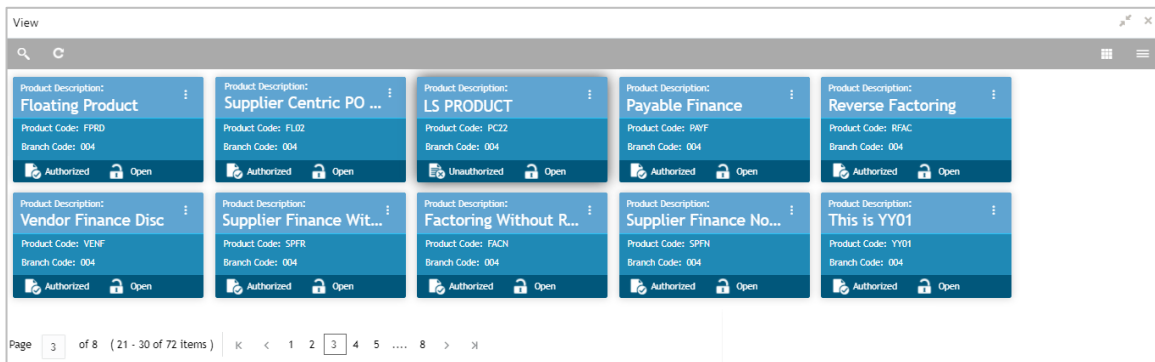 View
Product Description:
Floating Product
Product Code: FPRD
Branch Code: 004
Authorized Open
Product Description:
Supplier Centric PO ...
Product Code: FL02
Branch Code: 004
Authorized Open
Product Description:
LS PRODUCT
Product Code: PC22
Branch Code: 004
Unauthorized Open
Product Description:
Payable Finance
Product Code: PAYF
Branch Code: 004
Authorized Open
Product Description:
Reverse Factoring
Product Code: RFAC
Branch Code: 004
Authorized Open
Product Description:
Vendor Finance Disc
Product Code: VENF
Branch Code: 004
Authorized Open
Product Description:
Supplier Finance Wit...
Product Code: SPFR
Branch Code: 004
Authorized Open
Product Description:
Factoring Without R...
Product Code: FACN
Branch Code: 004
Authorized Open
Product Description:
Supplier Finance No...
Product Code: SPFN
Branch Code: 004
Authorized Open
Product Description:
This is YY01
Product Code: YY01
Branch Code: 004
Authorized Open
Page 3 of 8 (21 - 30 of 72 items) 1 2 3 4 5 .... 8